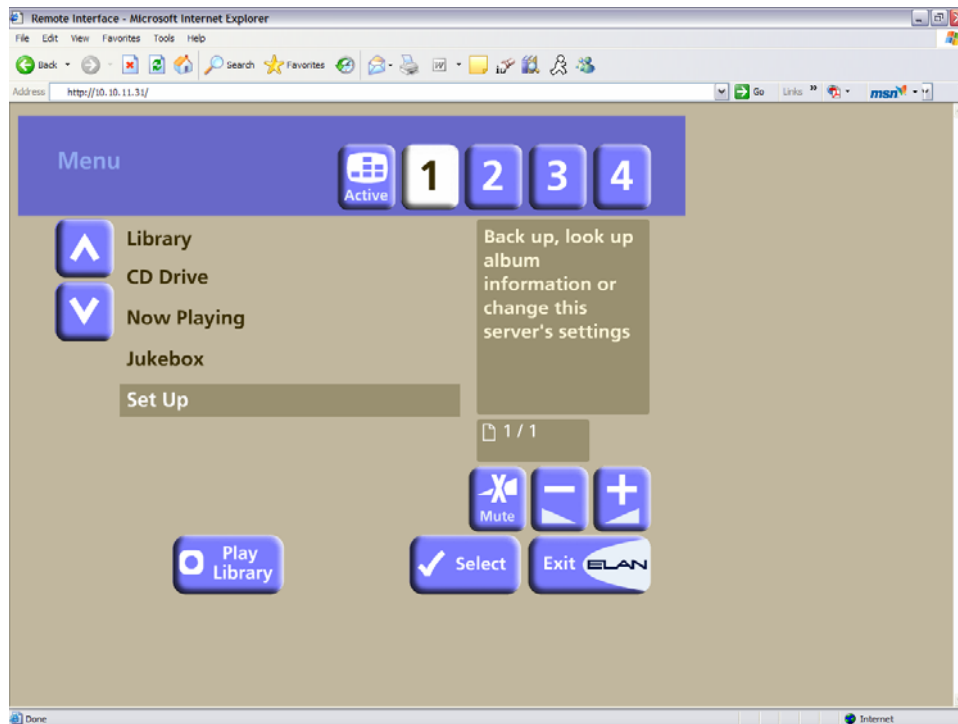 Remote Interface - Microsoft Internet Explorer
File Edit View Favorites Tools Help
Back Search Favorites
Address http://10.10.11.31/ Go Links » msn
Menu
Active 1 2 3 4
Library
CD Drive
Now Playing
Jukebox
Set Up
Back up, look up
album
information or
change this
server's settings
1 / 1
Mute
Play
Library
Select
Exit ELAN
Done Internet